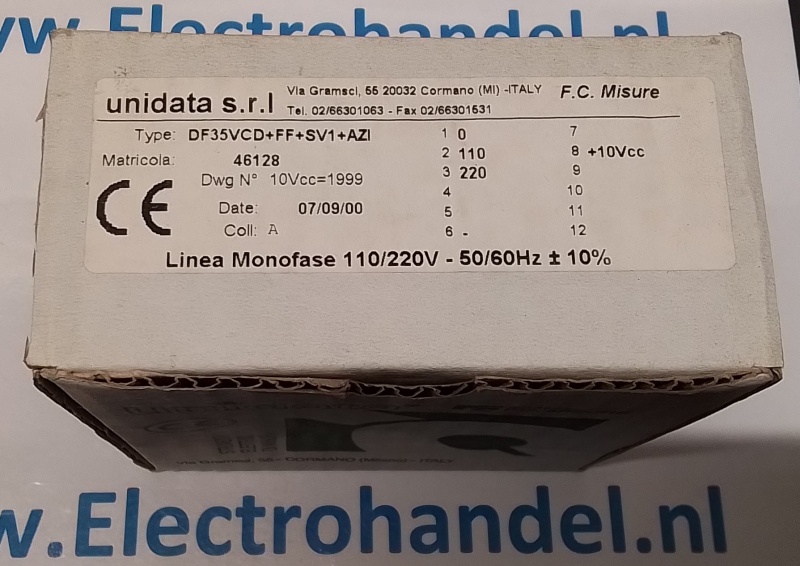 www.Electrohandel.nl
unidata s.r.l
Via Gramsci, 55 20032 Cormano (MI) -ITALY
F.C. Misure
Tel. 02/66301063 - Fax 02/66301631
Type: DF35VCD+FF+SV1+AZI
Matricola: 46128
Dwg N° 10Vcc=1999
Date: 07/09/00
Coll: A
CE
1 0
2 110
3 220
4
5
6 -
7
8 +10Vcc
9
10
11
12
Linea Monofase 110/220V - 50/60Hz ± 10%
w.Electrohandel.nl